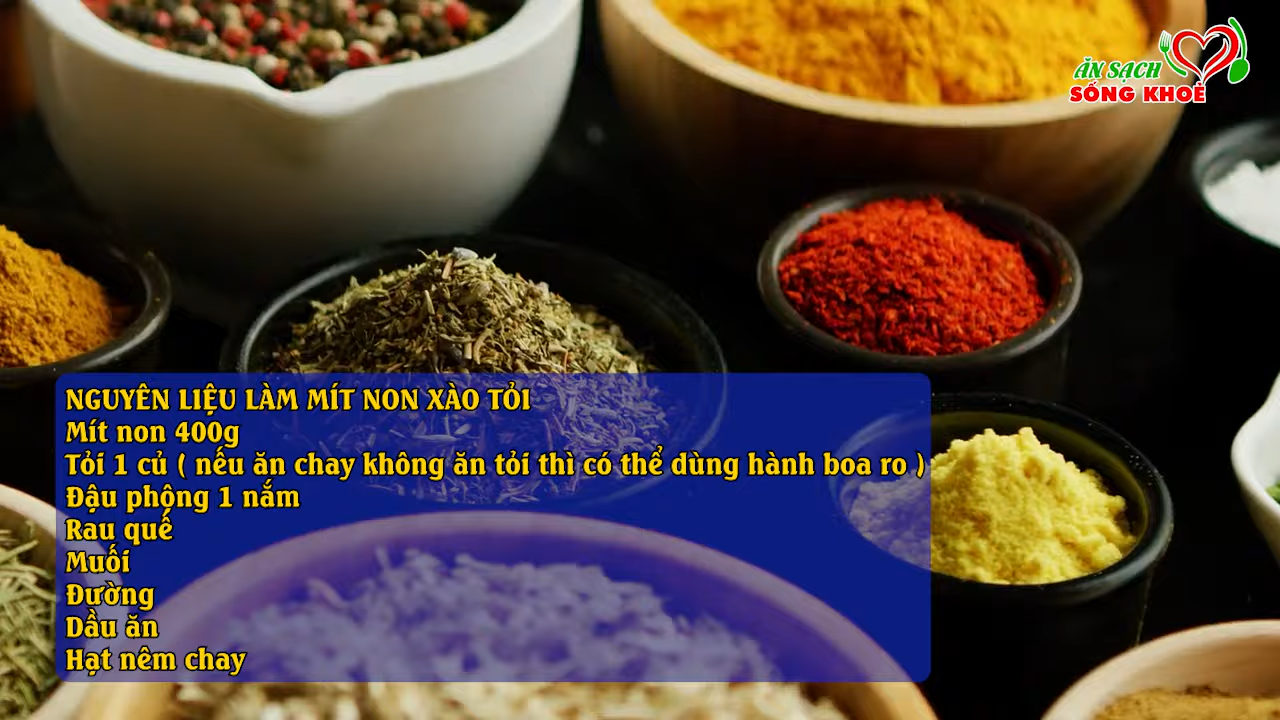 ĂN SẠCH
SỐNG KHOẺ
NGUYÊN LIỆU LÀM MÍT NON XÀO TỎI
Mít non 400g
Tỏi 1 củ ( nếu ăn chay không ăn tỏi thì có thể dùng hành boa ro )
Đậu phộng 1 nắm
Rau quế
Muối
Đường
Dầu ăn
Hạt nêm chay